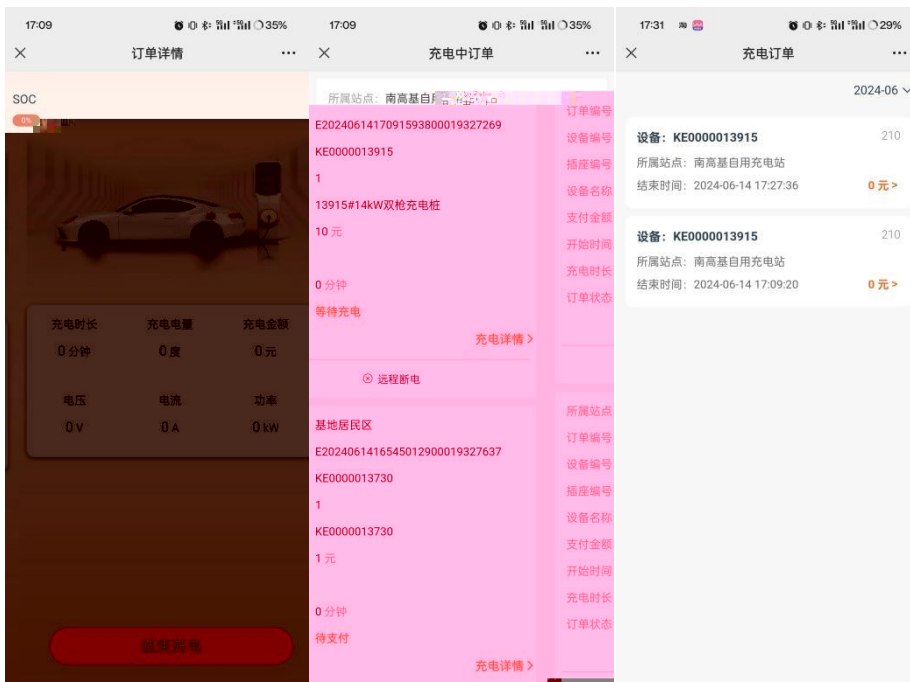 17:09
35%
订单详情
SOC
0%
充电时长 充电电量 充电金额
0 分钟 0 度 0 元
电压 电流 功率
0 V 0 A 0 kW
结束充电
17:09
35%
充电中订单
所属站点: 南高基自
E2024061417091593800019327269
KE0000013915
1
13915#14kW双枪充电桩
10 元
0 分钟
等待充电
充电详情 >
远程断电
基地居民区
E2024061416545012900019327637
KE0000013730
1
KE0000013730
1 元
0 分钟
待支付
充电详情 >
订单编号
设备编号
插座编号
设备名称
支付金额
开始时间
充电时长
订单状态
所属站点
订单编号
设备编号
插座编号
设备名称
支付金额
开始时间
充电时长
订单状态
17:31
29%
充电订单
2024-06
设备: KE0000013915 210
所属站点: 南高基自用充电站
结束时间: 2024-06-14 17:27:36 0 元 >
设备: KE0000013915 210
所属站点: 南高基自用充电站
结束时间: 2024-06-14 17:09:20 0 元 >